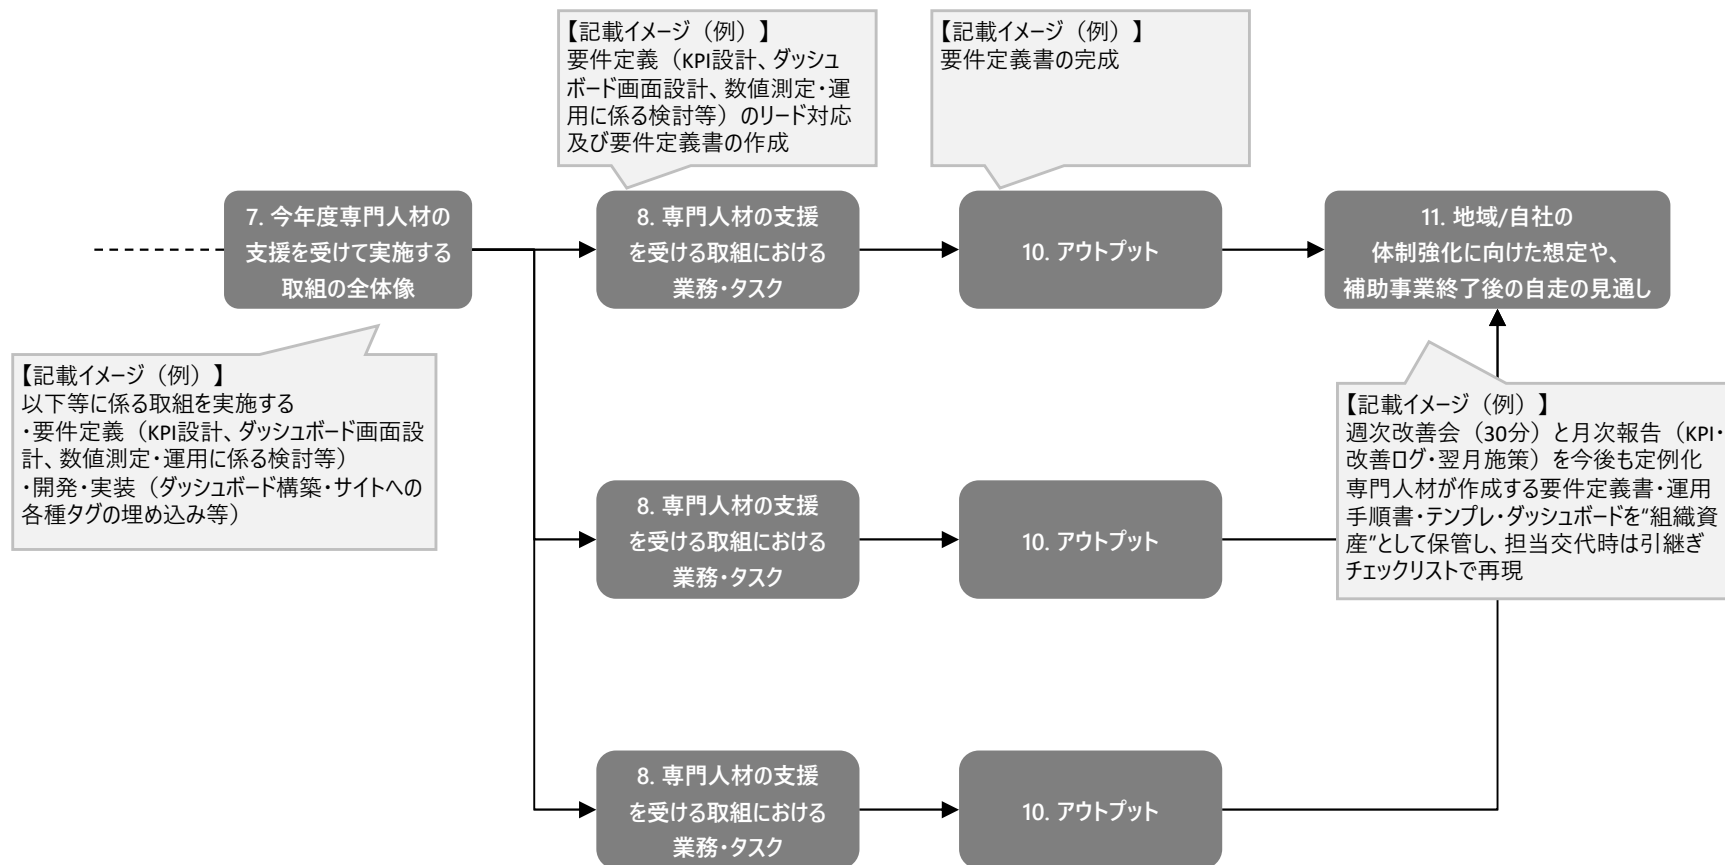 【記載イメージ（例）】
要件定義（KPI設計、ダッシュ
ボード画面設計、数値測定・運
用に係る検討等）のリード対応
及び要件定義書の作成
【記載イメージ（例）】
要件定義書の完成
7. 今年度専門人材の
支援を受けて実施する
取組の全体像
8. 専門人材の支援
を受ける取組における
業務・タスク
10. アウトプット
11. 地域/自社の
体制強化に向けた想定や、
補助事業終了後の自走の見通し
【記載イメージ（例）】
以下等に係る取組を実施する
・要件定義（KPI設計、ダッシュボード画面設
計、数値測定・運用に係る検討等）
・開発・実装（ダッシュボード構築・サイトへの
各種タグの埋め込み等）
【記載イメージ（例）】
週次改善会（30分）と月次報告（KPI・
改善ログ・翌月施策）を今後も定例化
専門人材が作成する要件定義書・運用
手順書・テンプレ・ダッシュボードを“組織資
産”として保管し、担当交代時は引継ぎ
チェックリストで再現
8. 専門人材の支援
を受ける取組における
業務・タスク
10. アウトプット
8. 専門人材の支援
を受ける取組における
業務・タスク
10. アウトプット